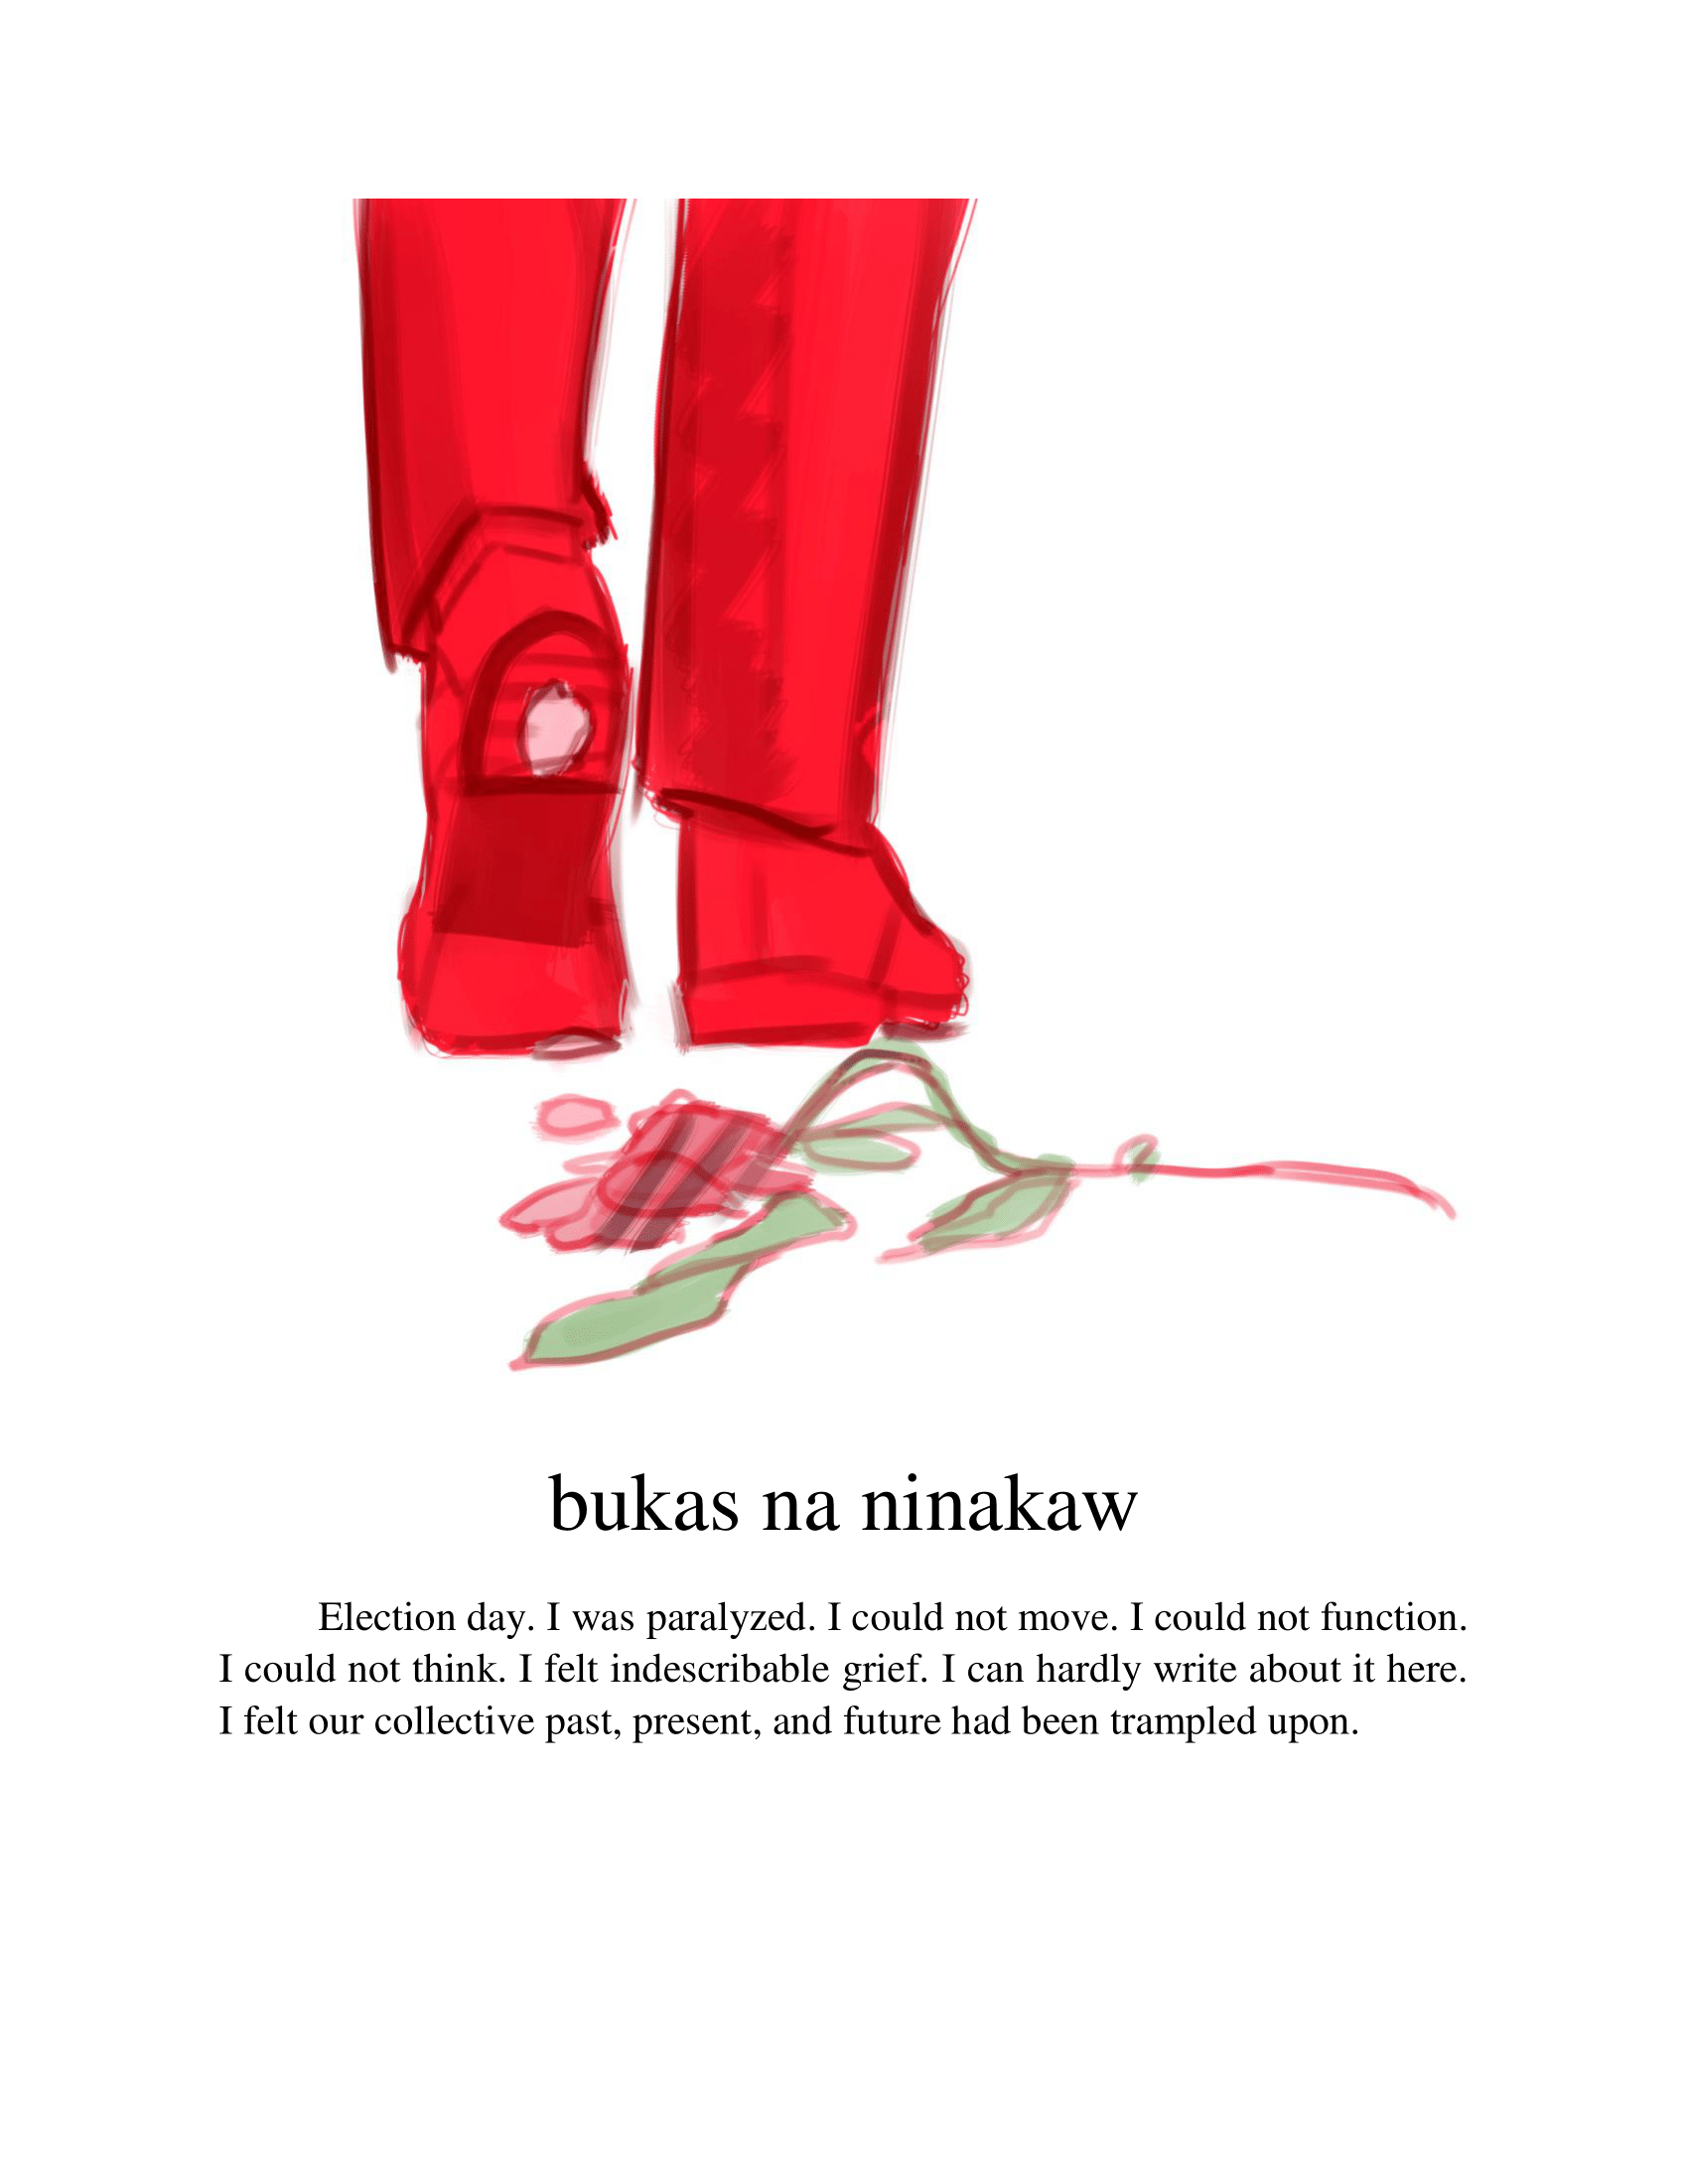 bukas na ninakaw
Election day. I was paralyzed. I could not move. I could not function.
I could not think. I felt indescribable grief. I can hardly write about it here.
I felt our collective past, present, and future had been trampled upon.